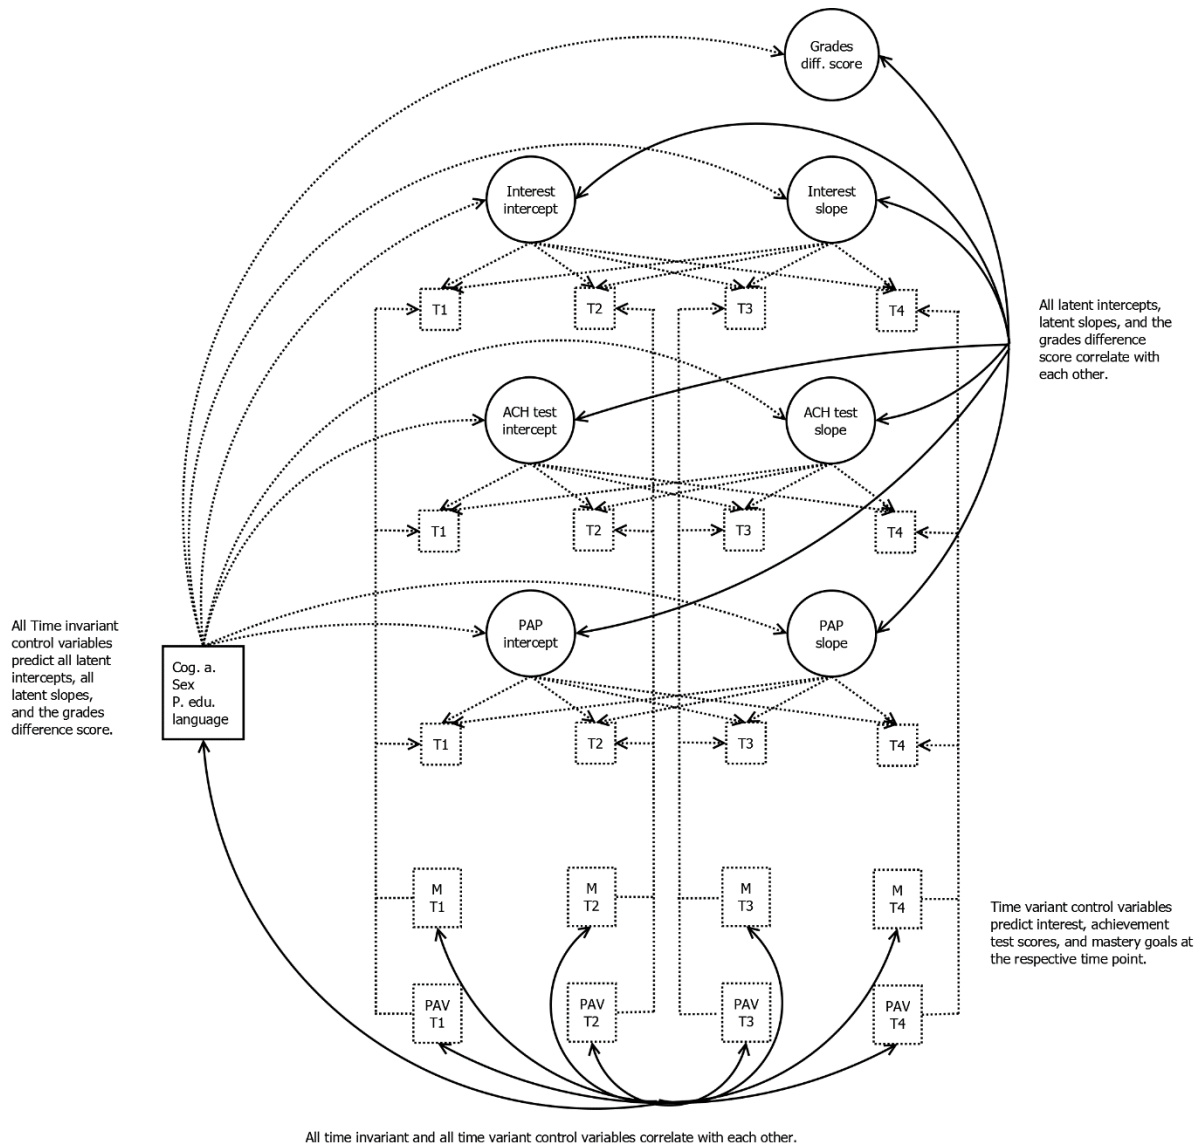 Grades
diff. score
Interest
intercept
Interest
slope
T1
T2
T3
T4
All latent intercepts,
latent slopes, and the
grades difference
score correlate with
each other.
ACH test
intercept
ACH test
slope
T1
T2
T3
T4
PAP
intercept
PAP
slope
All Time invariant
control variables
predict all latent
intercepts, all
latent slopes,
and the grades
difference score.
Cog. a.
Sex
P. edu.
language
T1
T2
T3
T4
M
T1
M
T2
M
T3
M
T4
Time variant control variables
predict interest, achievement
test scores, and mastery goals at
the respective time point.
PAV
T1
PAV
T2
PAV
T3
PAV
T4
All time invariant and all time variant control variables correlate with each other.